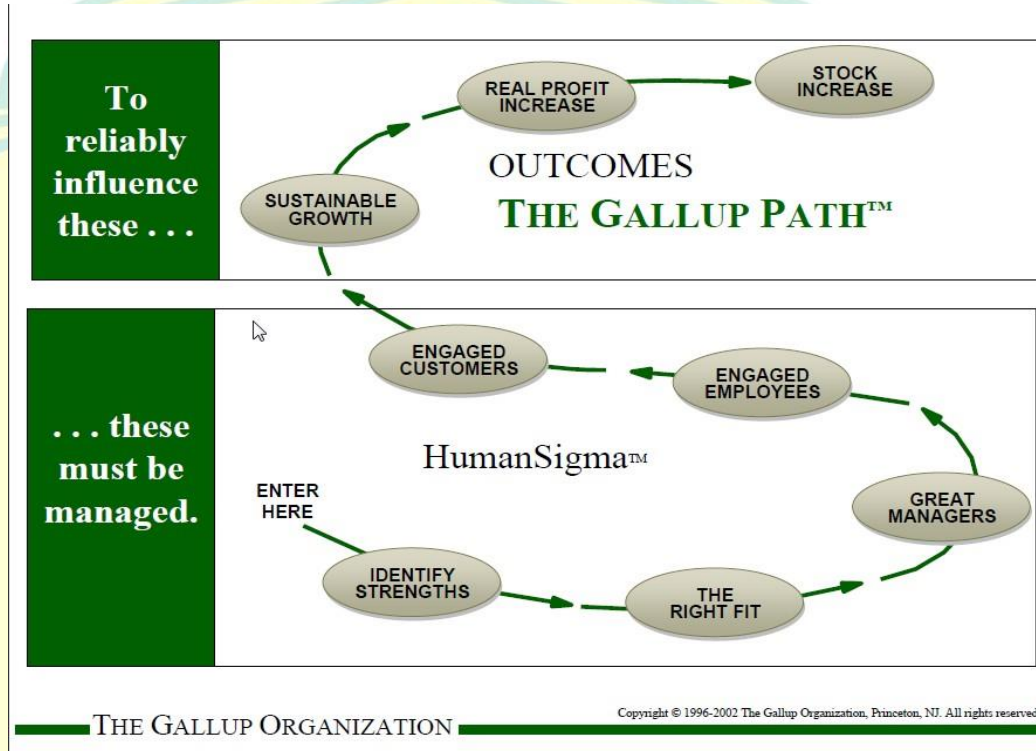 To
reliably
influence
these . . .
REAL PROFIT
INCREASE
STOCK
INCREASE
SUSTAINABLE
GROWTH
OUTCOMES
THE GALLUP PATH™
. . . these
must be
managed.
ENGAGED
CUSTOMERS
ENGAGED
EMPLOYEES
HumanSigma™
ENTER
HERE
GREAT
MANAGERS
IDENTIFY
STRENGTHS
THE
RIGHT FIT
THE GALLUP ORGANIZATION
Copyright © 1996-2002 The Gallup Organization, Princeton, NJ. All rights reserved